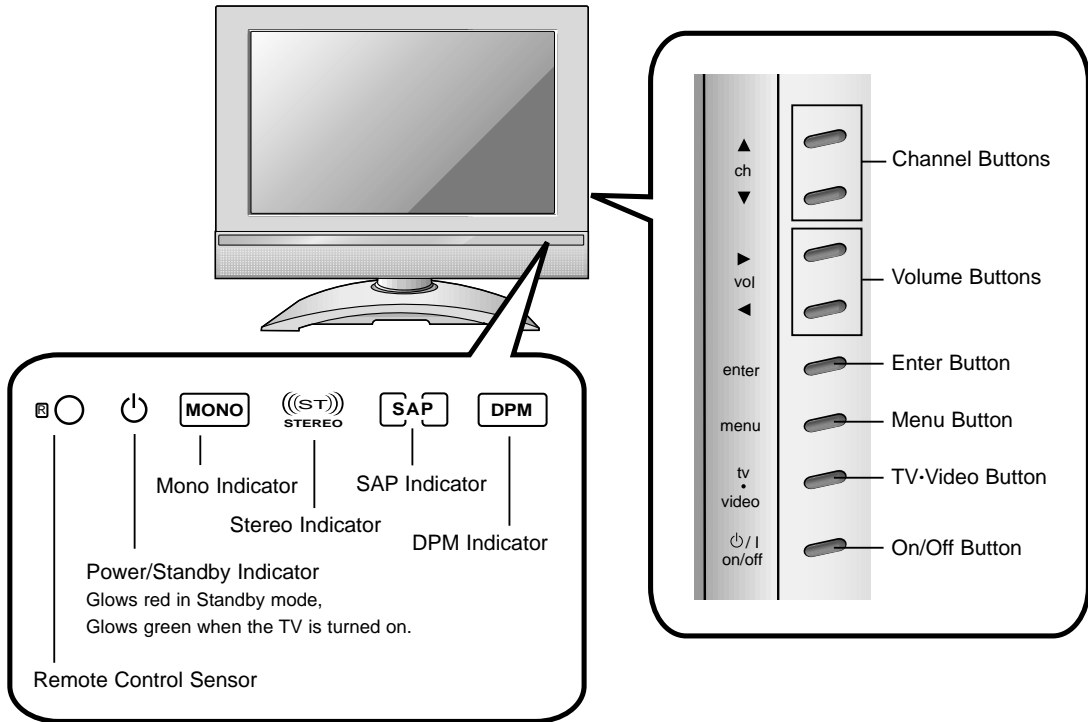 ▲
ch
▼
Channel Buttons
►
vol
◄
Volume Buttons
enter
Enter Button
menu
Menu Button
tv
•
video
TV•Video Button
/ I
on/off
On/Off Button
R
MONO
((ST))
STEREO
SAP
DPM
Mono Indicator
SAP Indicator
Stereo Indicator
DPM Indicator
Power/Standby Indicator
Glows red in Standby mode,
Glows green when the TV is turned on.
Remote Control Sensor